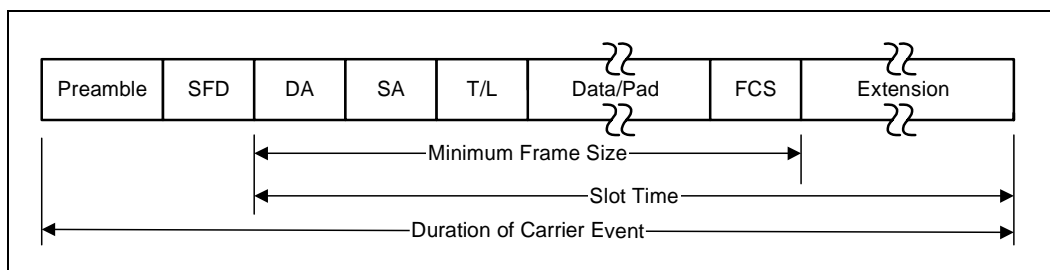 Preamble SFD DA SA T/L Data/Pad FCS Extension
Minimum Frame Size
Slot Time
Duration of Carrier Event